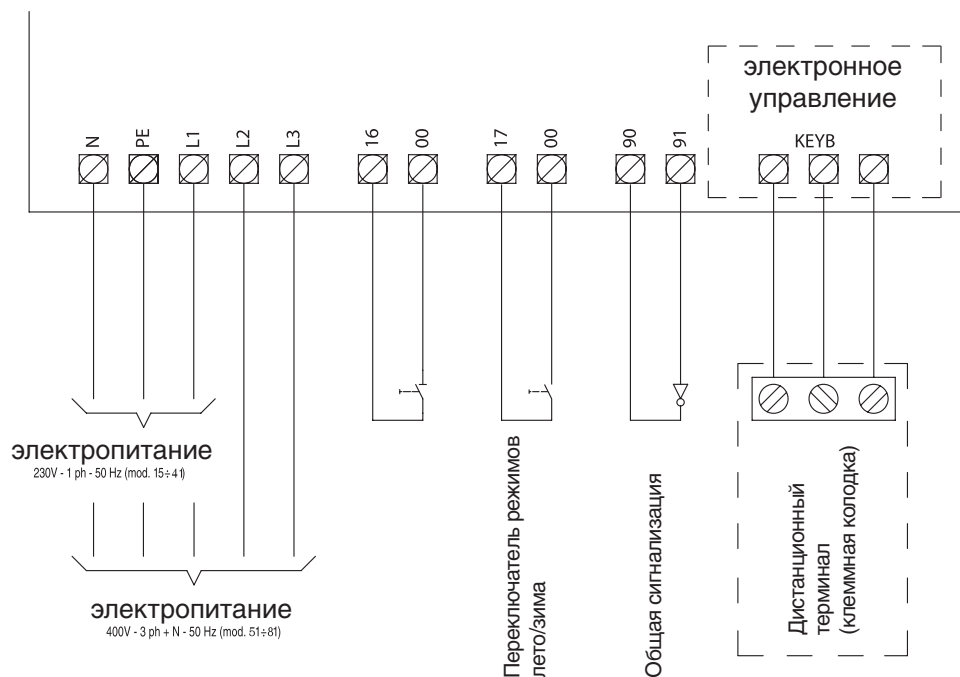 электронное
управление
N
PE
L1
L2
L3
16
00
17
00
90
91
KEYB
электропитание
230V - 1 ph - 50 Hz (mod. 15÷41)
электропитание
400V - 3 ph + N - 50 Hz (mod. 51÷81)
Переключатель режимов
лето/зима
Общая сигнализация
Дистанционный
терминал
(клеммная колодка)